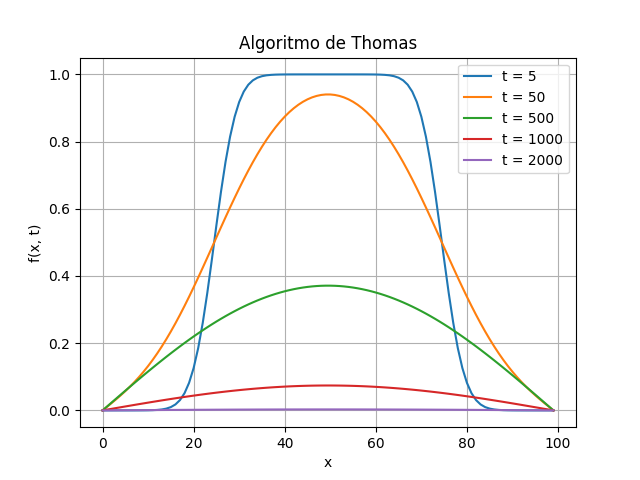 Algoritmo de Thomas
f(x, t)
1.0
0.8
0.6
0.4
0.2
0.0
t = 5
t = 50
t = 500
t = 1000
t = 2000
0 20 40 60 80 100
x